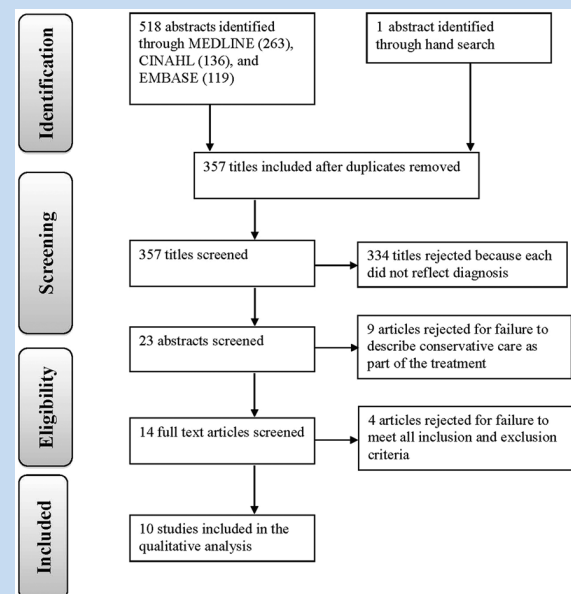 Identification
518 abstracts identified
through MEDLINE (263),
CINAHL (136), and
EMBASE (119)
1 abstract identified
through hand search
357 titles included after duplicates removed
Screening
357 titles screened
334 titles rejected because each
did not reflect diagnosis
23 abstracts screened
9 articles rejected for failure to
describe conservative care as
part of the treatment
Eligibility
14 full text articles screened
4 articles rejected for failure to
meet all inclusion and exclusion
criteria
Included
10 studies included in the
qualitative analysis